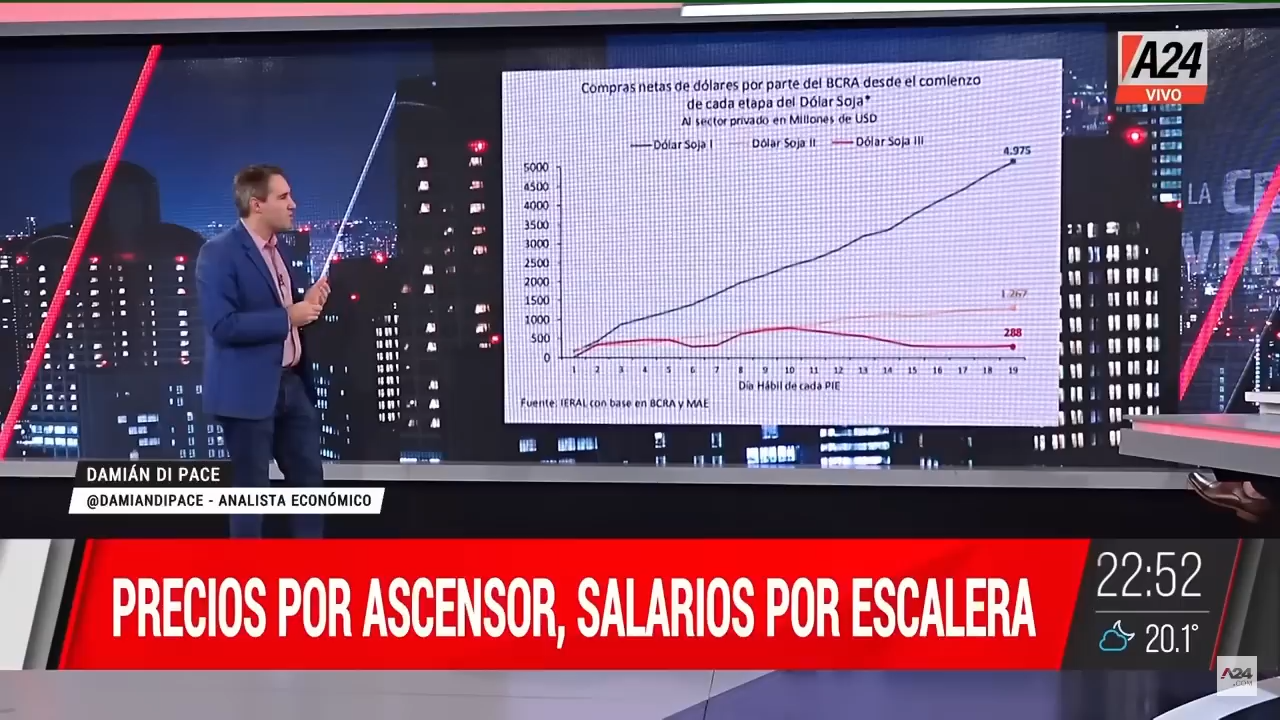 Compras netas de dólares por parte del BCRA desde el comienzo
de cada etapa del Dólar Soja*
Al sector privado en Millones de USD
Dólar Soja I Dólar Soja II Dólar Soja III
4.975
5000
4500
4000
3500
3000
2500
2000
1500
1000
500
0
1.267
288
1 2 3 4 5 6 7 8 9 10 11 12 13 14 15 16 17 18 19
Día Hábil de cada PIE
Fuente: IERAL con base en BCRA y MAE
A24
VIVO
LA
DAMIÁN DI PACE
@DAMIANDIPACE - ANALISTA ECONÓMICO
PRECIOS POR ASCENSOR, SALARIOS POR ESCALERA
22:52
20.1°
A24
.COM